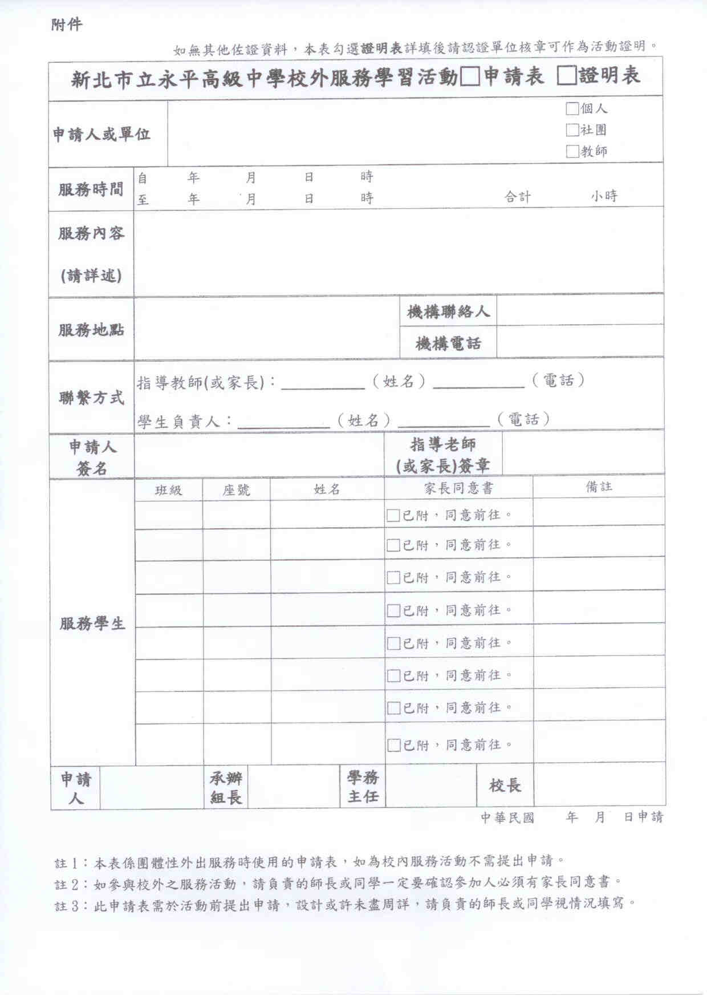 附件
如無其他佐證資料，本表勾選證明表詳填後請認證單位核章可作為活動證明。
新北市立永平高級中學校外服務學習活動□申請表 □證明表
申請人或單位
□個人
□社團
□教師
服務時間
自 年 月 日 時
至 年 月 日 時 合計 小時
服務內容
(請詳述)
服務地點
機構聯絡人
機構電話
聯繫方式
指導教師(或家長)：__________（姓名）__________（電話）
學生負責人：__________（姓名）__________（電話）
申請人
簽名
指導老師
(或家長)簽章
服務學生
班級 座號 姓名 家長同意書 備註
□已附，同意前往。
□已附，同意前往。
□已附，同意前往。
□已附，同意前往。
□已附，同意前往。
□已附，同意前往。
□已附，同意前往。
□已附，同意前往。
申請
人
承辦
組長
學務
主任
校長
中華民國 年 月 日申請
註1：本表係團體性外出服務時使用的申請表，如為校內服務活動不需提出申請。
註2：如參與校外之服務活動，請負責的師長或同學一定要確認參加人必須有家長同意書。
註3：此申請表需於活動前提出申請，設計或許未盡周詳，請負責的師長或同學視情況填寫。